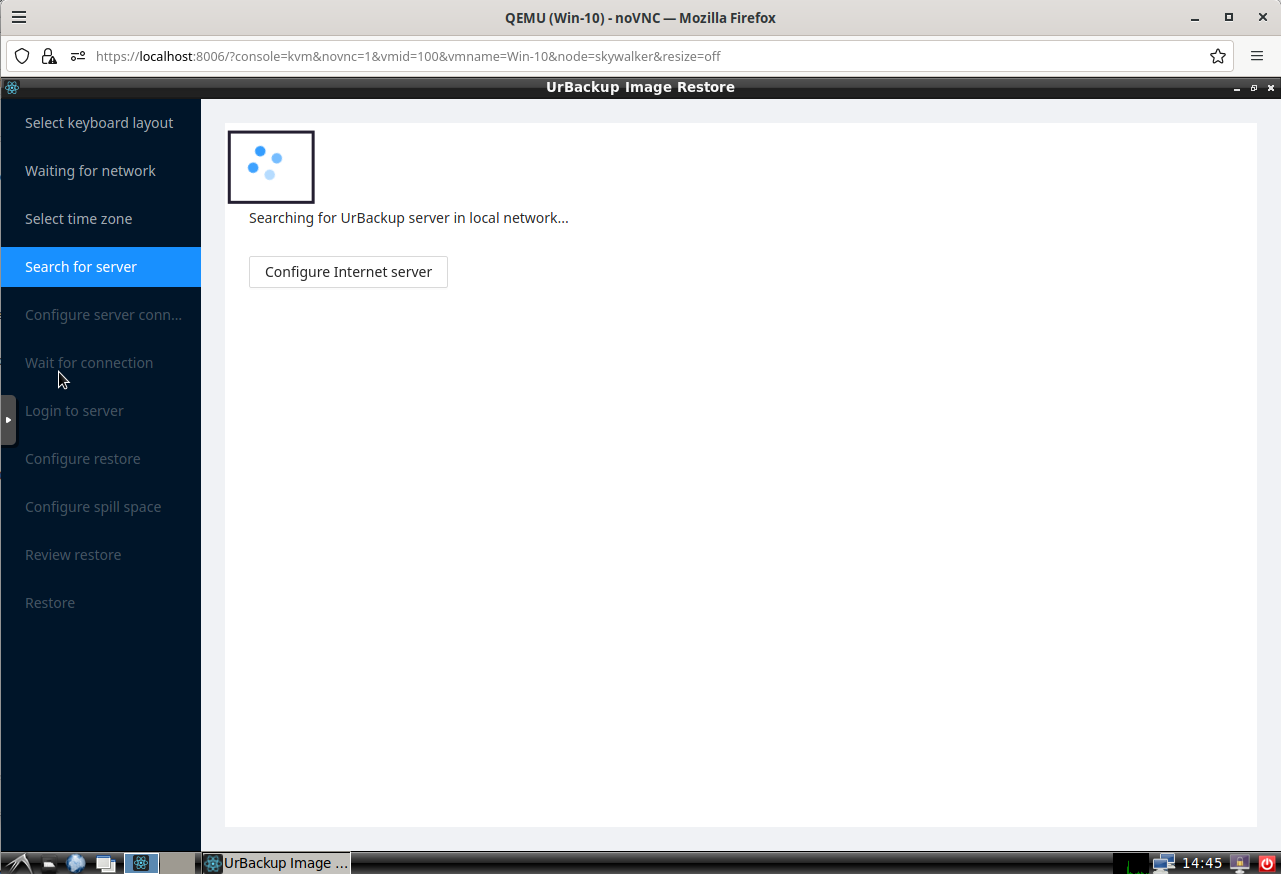 QEMU (Win-10) - noVNC — Mozilla Firefox
https://localhost:8006/?console=kvm&novnc=1&vmid=100&vmname=Win-10&node=skywalker&resize=off
UrBackup Image Restore
Select keyboard layout
Waiting for network
Select time zone
Search for server
Configure server conn...
Wait for connection
Login to server
Configure restore
Configure spill space
Review restore
Restore
Searching for UrBackup server in local network...
Configure Internet server
UrBackup Image ...
14:45